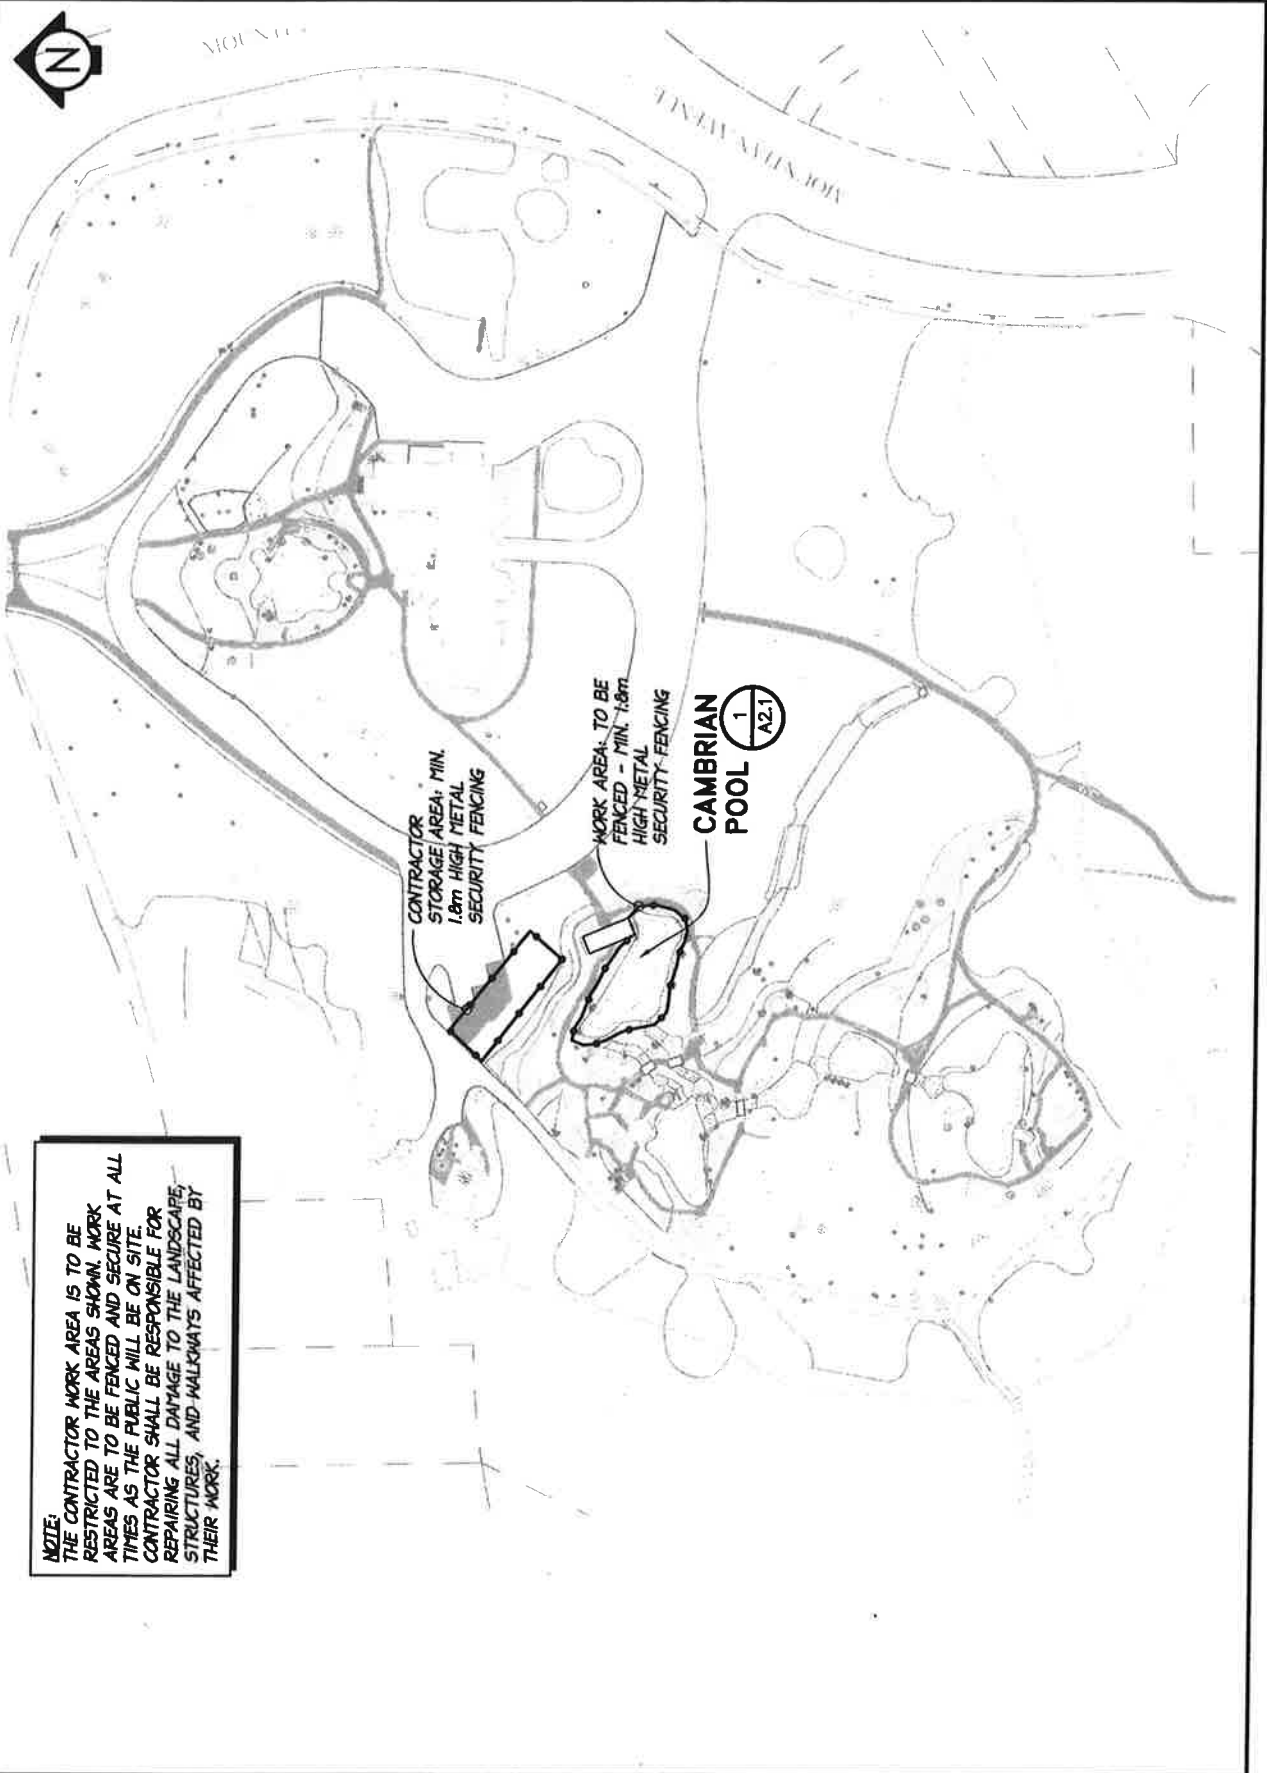 N
NOTE:
THE CONTRACTOR WORK AREA IS TO BE
RESTRICTED TO THE AREAS SHOWN. WORK
AREAS ARE TO BE FENCED AND SECURE AT ALL
TIMES AS THE PUBLIC WILL BE ON SITE.
CONTRACTOR SHALL BE RESPONSIBLE FOR
REPAIRING ALL DAMAGE TO THE LANDSCAPE,
STRUCTURES, AND WALKWAYS AFFECTED BY
THEIR WORK.
CONTRACTOR
STORAGE AREA: MIN.
1.8m HIGH METAL
SECURITY FENCING
WORK AREA: TO BE
FENCED - MIN. 1.8m
HIGH METAL
SECURITY FENCING
CAMBRIAN
POOL
1
A2.1